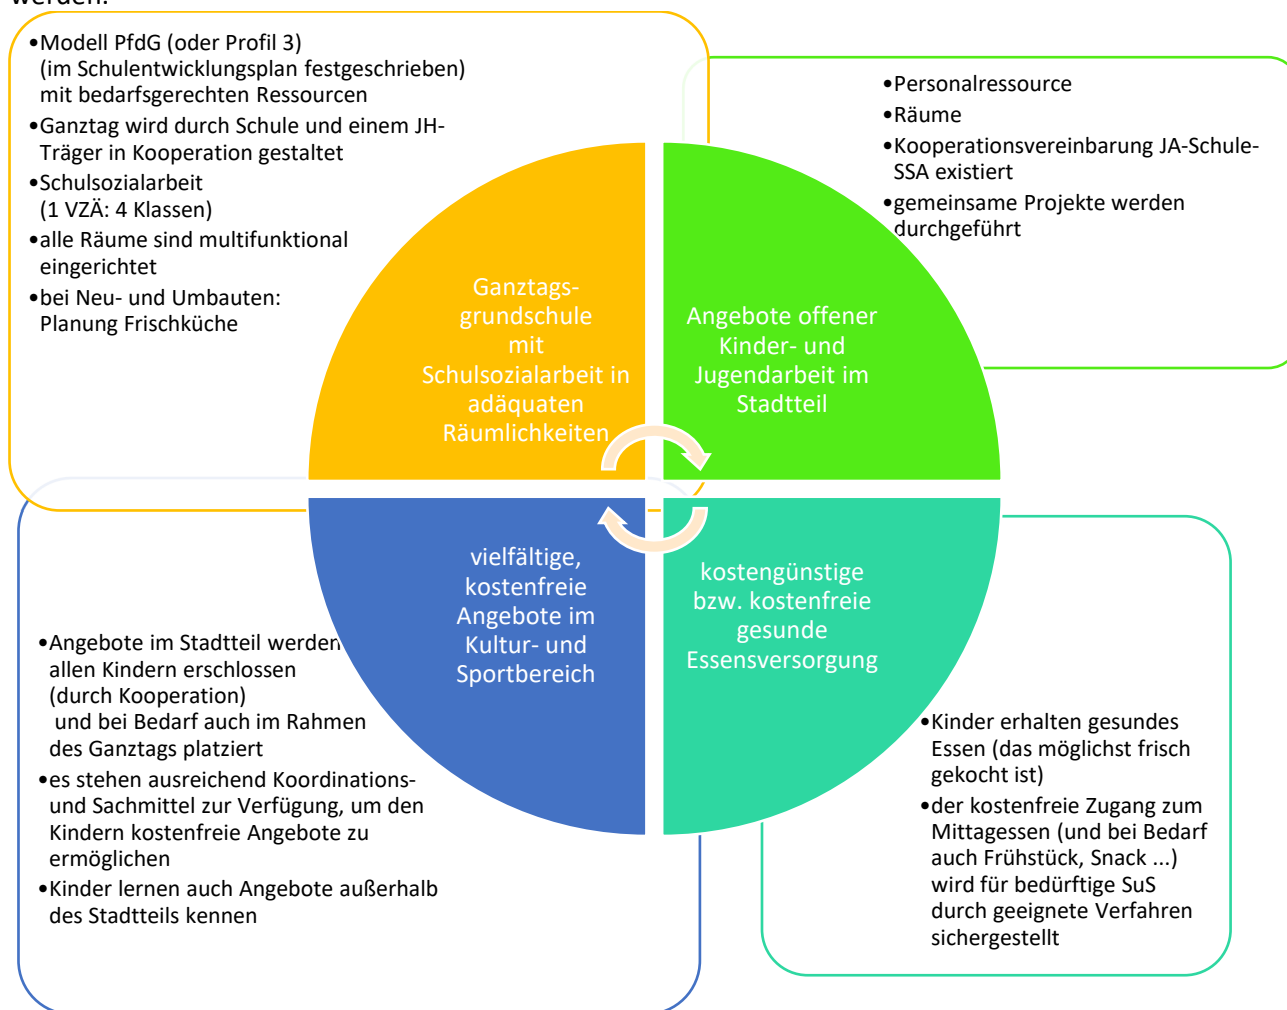 werden.
•Modell PfdG (oder Profil 3)
(im Schulentwicklungsplan festgeschrieben)
mit bedarfsgerechten Ressourcen
•Ganztag wird durch Schule und einem JH-
Träger in Kooperation gestaltet
•Schulsozialarbeit
(1 VZÄ: 4 Klassen)
•alle Räume sind multifunktional
eingerichtet
•bei Neu- und Umbauten:
Planung Frischküche
•Personalressource
•Räume
•Kooperationsvereinbarung JA-Schule-
SSA existiert
•gemeinsame Projekte werden
durchgeführt
Ganztags-
grundschule
mit
Schulsozialarbeit in
adäquaten
Räumlichkeiten
Angebote offener
Kinder- und
Jugendarbeit im
Stadtteil
vielfältige,
kostenfreie
Angebote im
Kultur- und
Sportbereich
kostengünstige
bzw. kostenfreie
gesunde
Essensversorgung
•Angebote im Stadtteil werden
allen Kindern erschlossen
(durch Kooperation)
und bei Bedarf auch im Rahmen
des Ganztags platziert
•es stehen ausreichend Koordinations-
und Sachmittel zur Verfügung, um den
Kindern kostenfreie Angebote zu
ermöglichen
•Kinder lernen auch Angebote außerhalb
des Stadtteils kennen
•Kinder erhalten gesundes
Essen (das möglichst frisch
gekocht ist)
•der kostenfreie Zugang zum
Mittagessen (und bei Bedarf
auch Frühstück, Snack ...)
wird für bedürftige SuS
durch geeignete Verfahren
sichergestellt